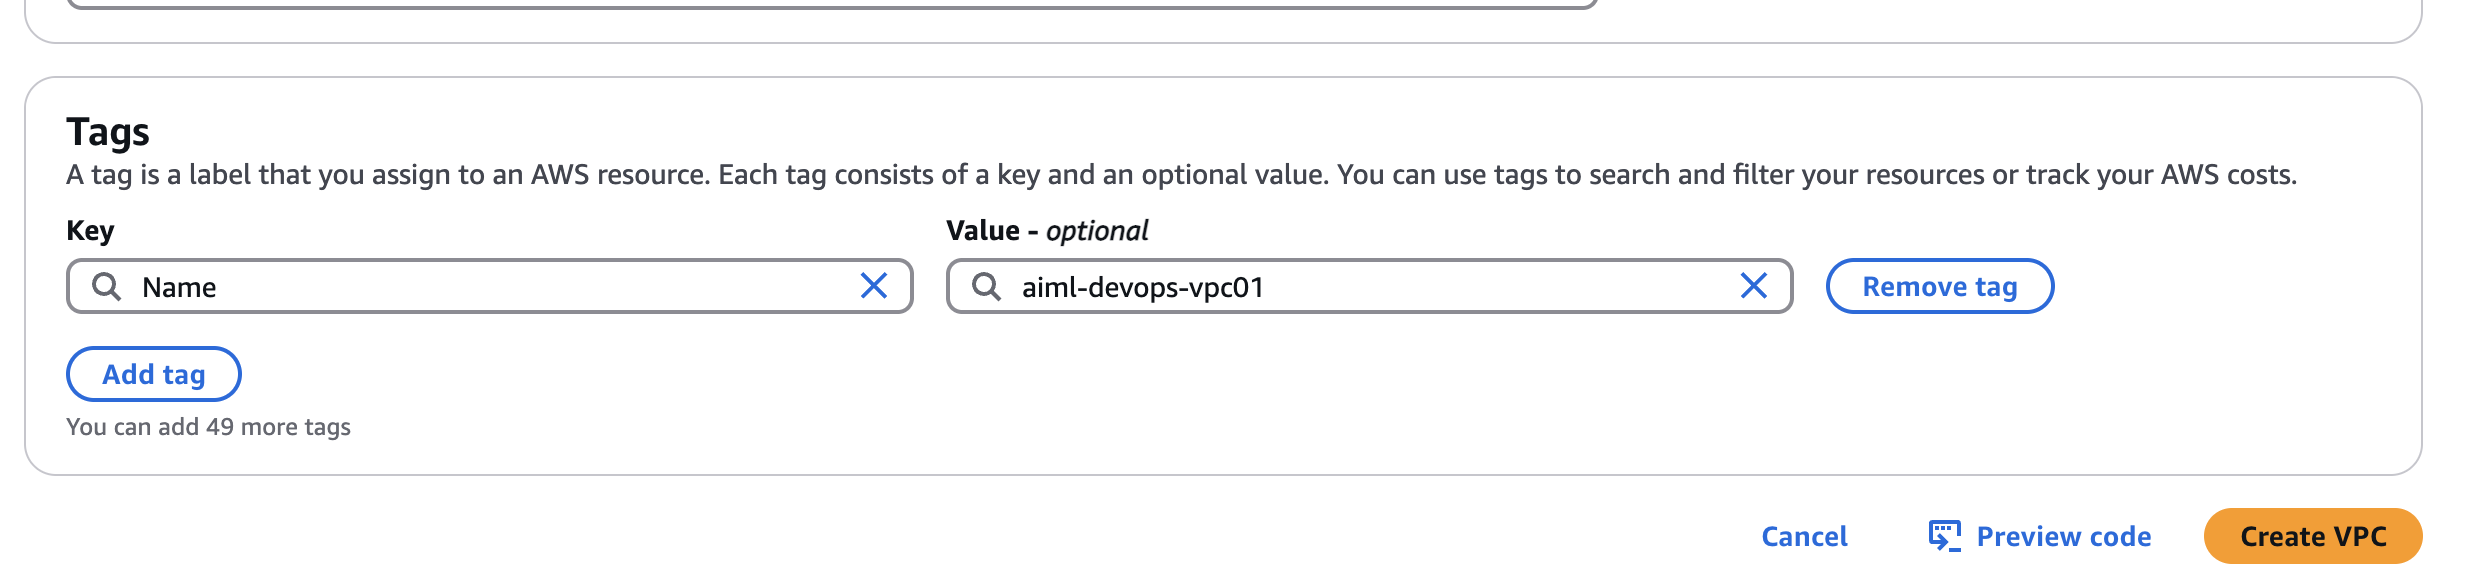 Tags
A tag is a label that you assign to an AWS resource. Each tag consists of a key and an optional value. You can use tags to search and filter your resources or track your AWS costs.
Key
Value - optional
Name
aiml-devops-vpc01
Remove tag
Add tag
You can add 49 more tags
Cancel
Preview code
Create VPC